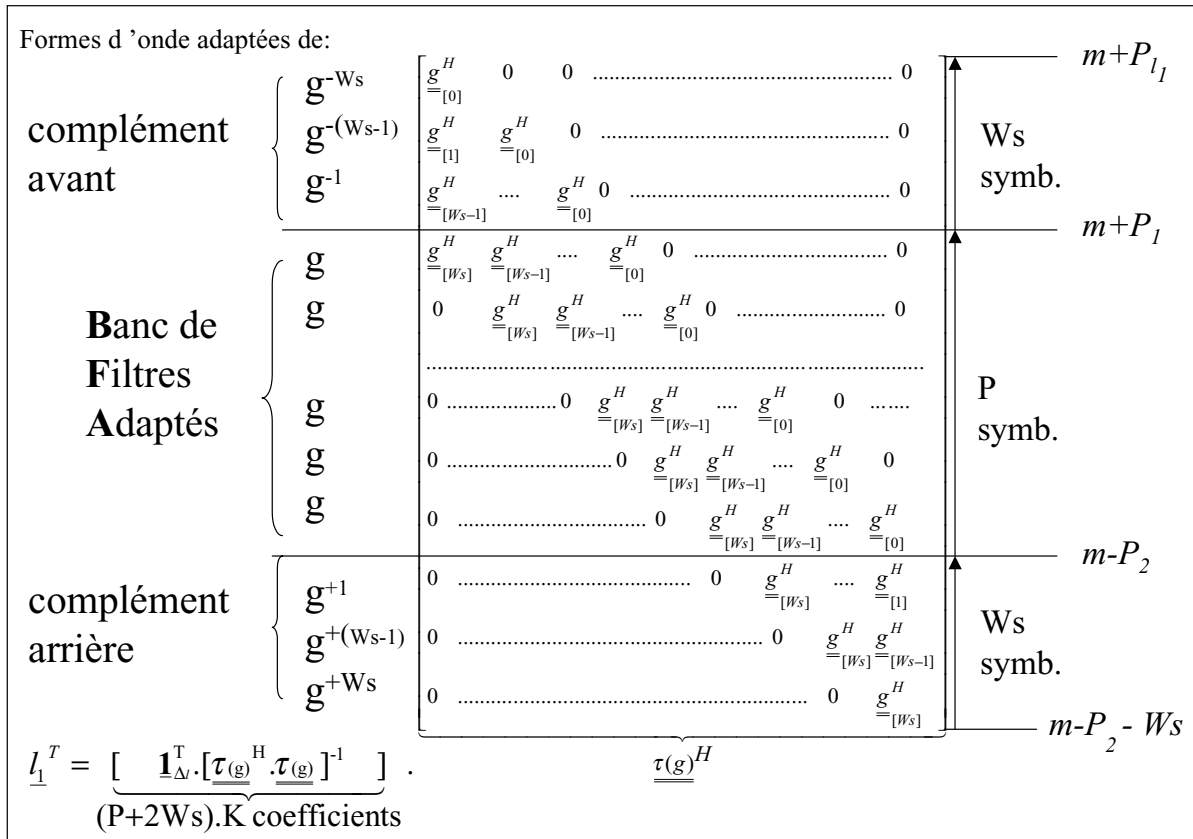 Formes d 'onde adaptées de:
m+P_{l_1}
g^{-Ws} g^H_{[0]} 0 0 ........ 0
complément avant
g^{-(Ws-1)} g^H_{[1]} g^H_{[0]} 0 ........ 0
Ws symb.
g^{-1} g^H_{[Ws-1]} .... g^H_{[0]} 0 ........ 0
m+P_1
g g^H_{[Ws]} g^H_{[Ws-1]} .... g^H_{[0]} 0 ........ 0
g 0 g^H_{[Ws]} g^H_{[Ws-1]} .... g^H_{[0]} 0 ........ 0
Banc de
Filtres
Adaptés
........
P symb.
g 0 ........ 0 g^H_{[Ws]} g^H_{[Ws-1]} .... g^H_{[0]} 0 .......
g 0 ........ 0 g^H_{[Ws]} g^H_{[Ws-1]} .... g^H_{[0]} 0
g 0 ........ 0 g^H_{[Ws]} g^H_{[Ws-1]} .... g^H_{[0]}
m-P_2
g^{+1} 0 ........ 0 g^H_{[Ws]} .... g^H_{[1]}
complément arrière
g^{+(Ws-1)} 0 ........ 0 g^H_{[Ws]} g^H_{[Ws-1]}
Ws symb.
g^{+Ws} 0 ........ 0 g^H_{[Ws]}
m-P_2 - Ws
l_1^T = [ 1^T_{Δl}.[τ(g)^H.τ(g)]^{-1} ] . τ(g)^H
(P+2Ws).K coefficients